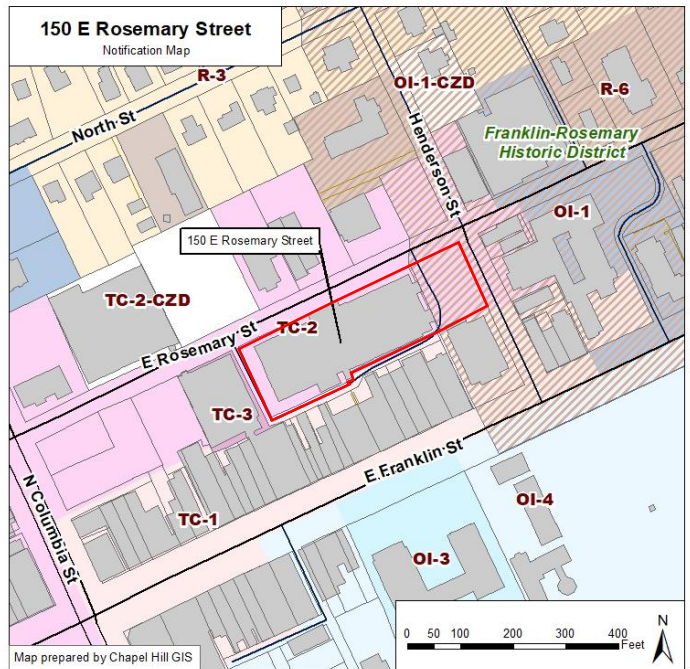 150 E Rosemary Street
Notification Map
R-3
OI-1-CZD
R-6
North St
Henderson St
Franklin-Rosemary
Historic District
OI-1
150 E Rosemary Street
TC-2-CZD
E Rosemary St
TC-2
TC-3
E Franklin St
N Columbia St
TC-1
OI-4
OI-3
N
0 50 100 200 300 400
Feet
Map prepared by Chapel Hill GIS